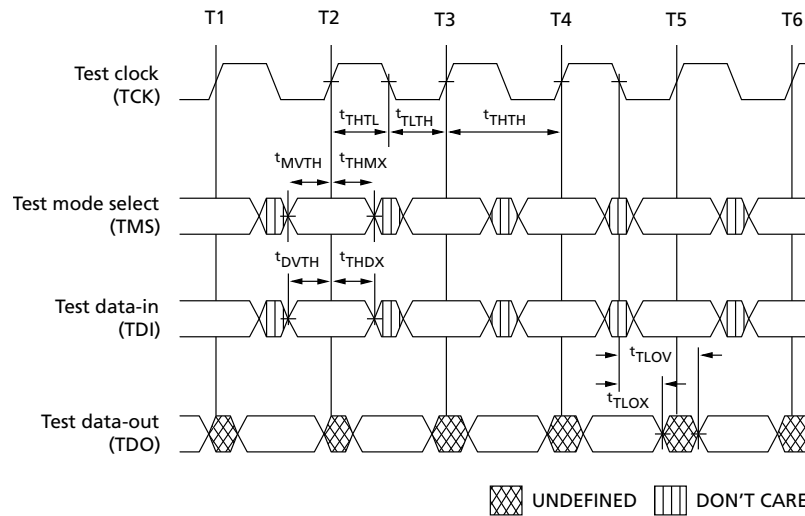 T1 T2 T3 T4 T5 T6
Test clock
(TCK)
tTHTL tTLTH tTHTH
tMVTH tTHMX
Test mode select
(TMS)
tDVTH tTHDX
Test data-in
(TDI)
tTLOV
tTLOX
Test data-out
(TDO)
UNDEFINED DON'T CARE